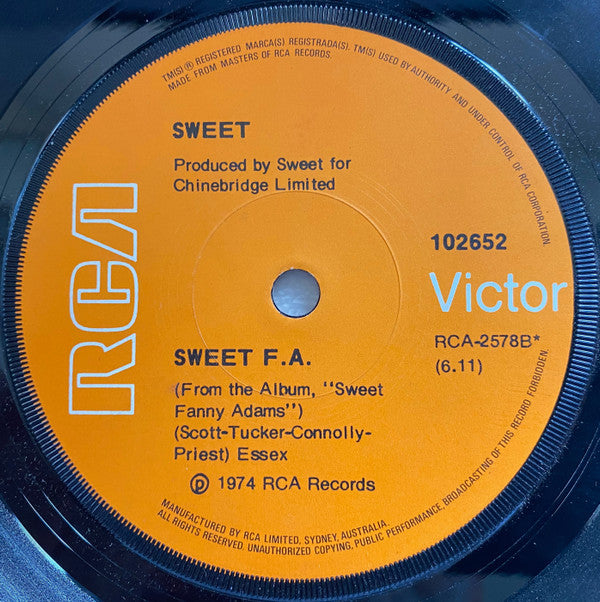 TM(S) ® REGISTERED MARCA(S) REGISTRADA(S). TM(S) USED BY AUTHORITY AND UNDER CONTROL OF RCA CORPORATION.
MADE FROM MASTERS OF RCA RECORDS.
SWEET
Produced by Sweet for
Chinebridge Limited
RCA
102652
Victor
RCA-2578B*
(6.11)
SWEET F.A.
(From the Album, "Sweet
Fanny Adams")
(Scott-Tucker-Connolly-
Priest) Essex
℗ 1974 RCA Records
MANUFACTURED BY RCA LIMITED, SYDNEY, AUSTRALIA.
ALL RIGHTS RESERVED. UNAUTHORIZED COPYING, PUBLIC PERFORMANCE, BROADCASTING OF THIS RECORD FORBIDDEN.